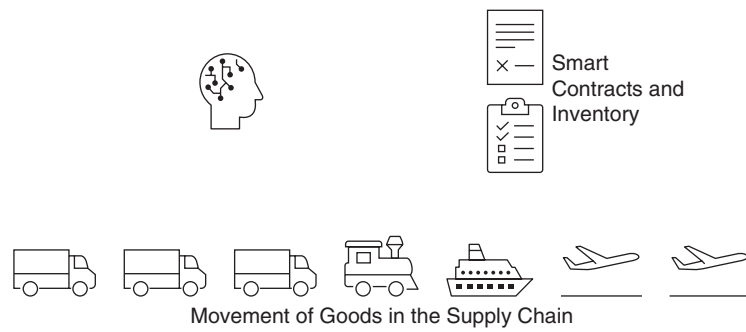 Smart
Contracts and
Inventory
Movement of Goods in the Supply Chain